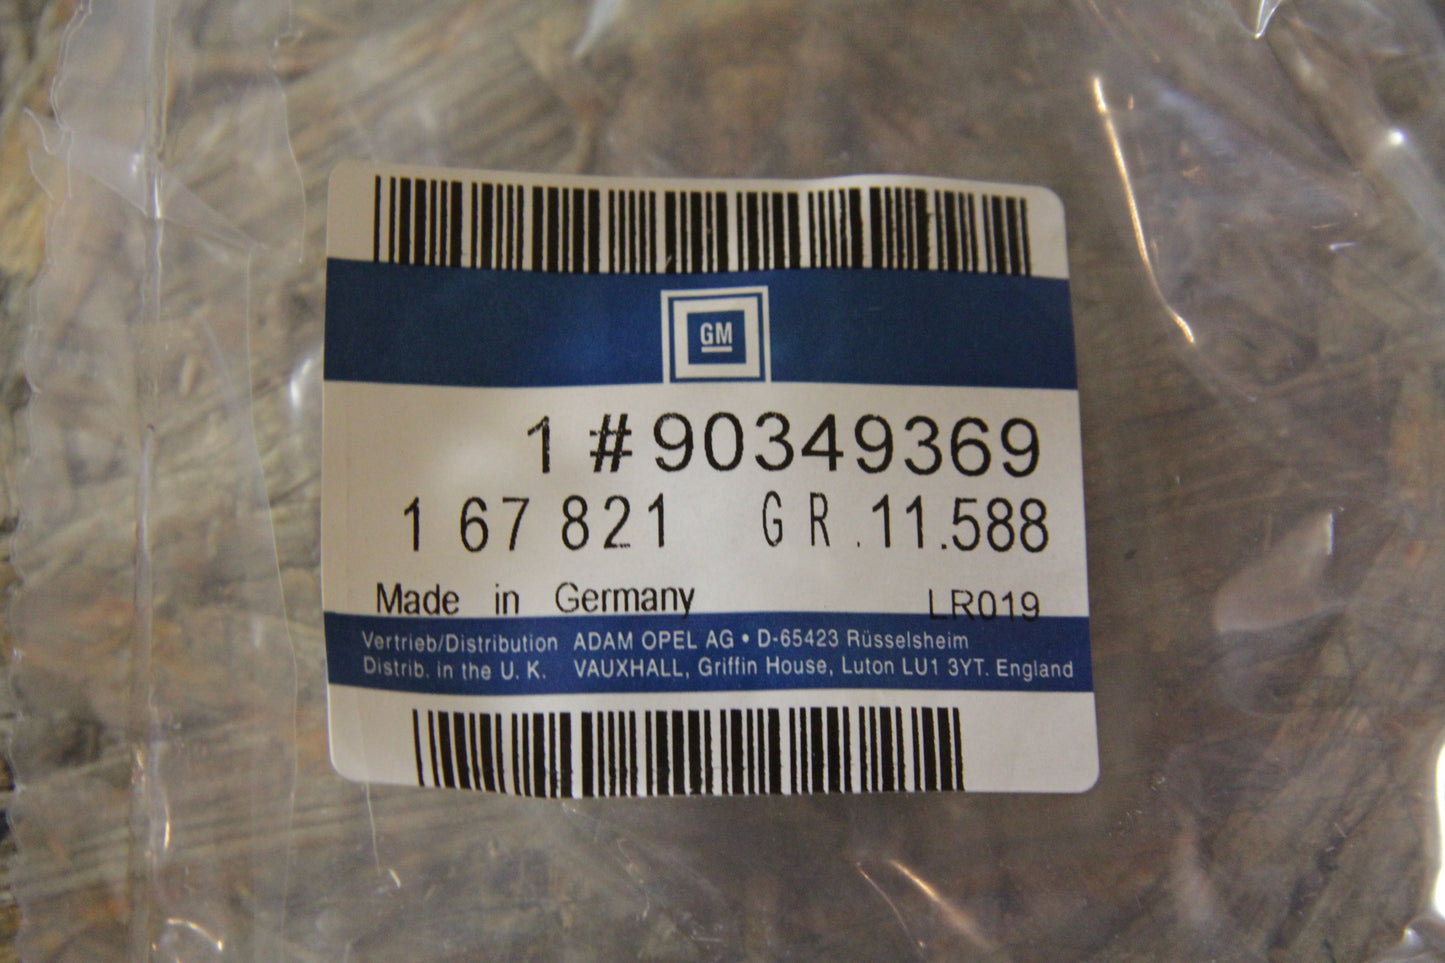 GM
1 #90349369
1 67 821 GR.11.588
Made in Germany LR019
Vertrieb/Distribution ADAM OPEL AG • D-65423 Rüsselsheim
Distrib. in the U. K. VAUXHALL, Griffin House, Luton LU1 3YT. England